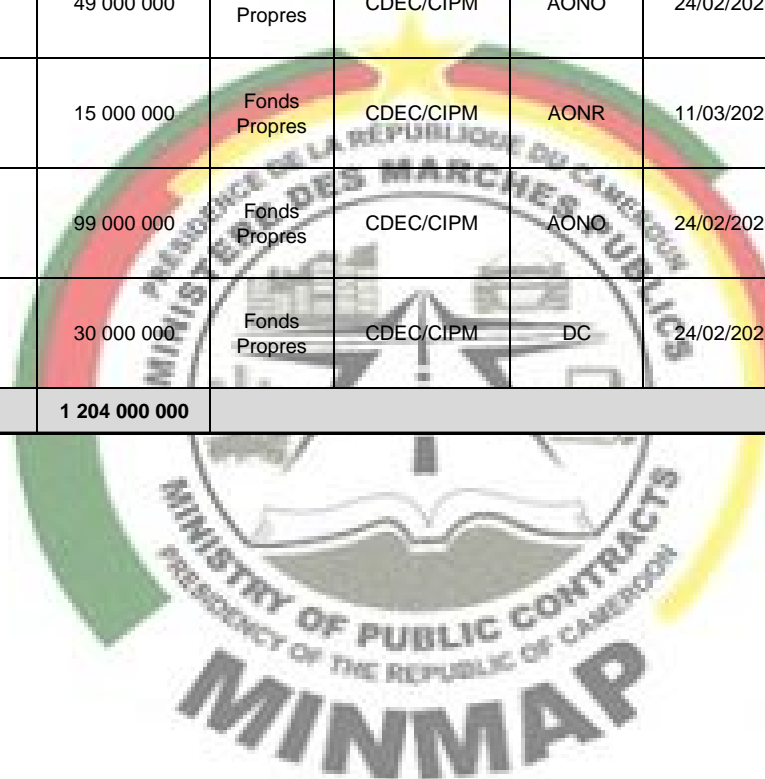 49 000 000 Propres CDEC/CIPM AONO 24/02/202
15 000 000 Fonds Propres CDEC/CIPM AONR 11/03/202
99 000 000 Fonds Propres CDEC/CIPM AONO 24/02/202
30 000 000 Fonds Propres CDEC/CIPM DC 24/02/202
1 204 000 000
PRESIDENCE DE LA RÉPUBLIQUE DU CAMEROUN
MINISTERE DES MARCHES PUBLICS
MINISTRY OF PUBLIC CONTRACTS
PRESIDENCY OF THE REPUBLIC OF CAMEROON
MINMAP